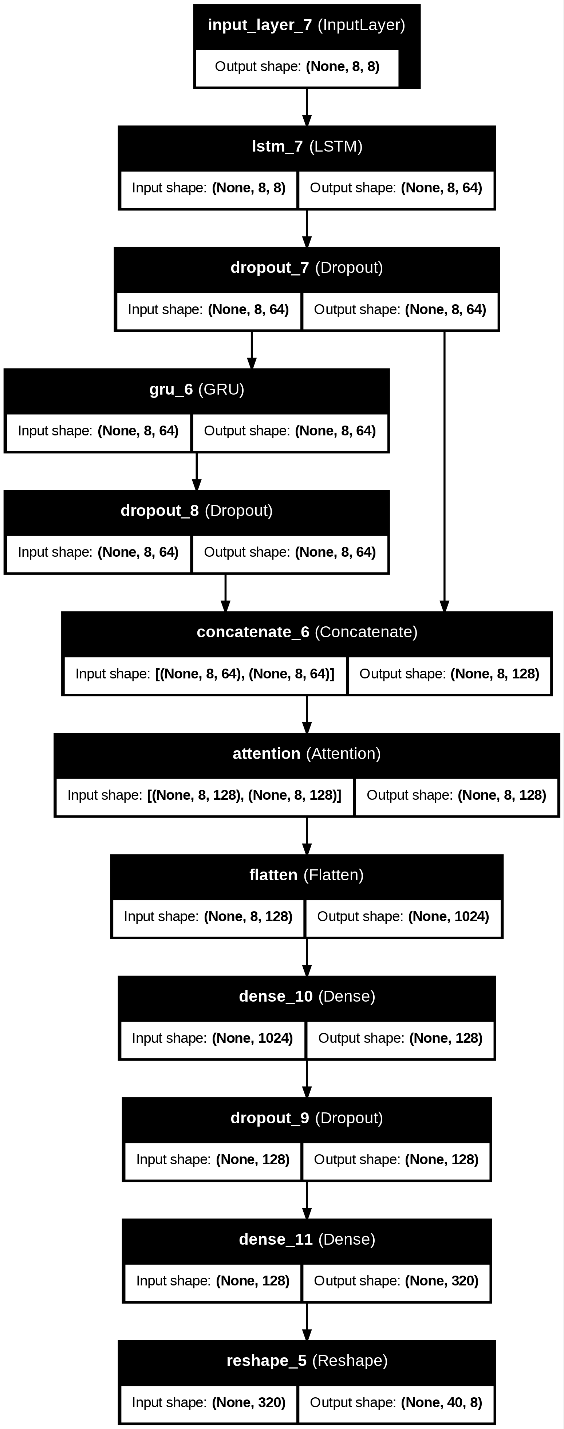 input_layer_7 (InputLayer)
Output shape: (None, 8, 8)
lstm_7 (LSTM)
Input shape: (None, 8, 8) Output shape: (None, 8, 64)
dropout_7 (Dropout)
Input shape: (None, 8, 64) Output shape: (None, 8, 64)
gru_6 (GRU)
Input shape: (None, 8, 64) Output shape: (None, 8, 64)
dropout_8 (Dropout)
Input shape: (None, 8, 64) Output shape: (None, 8, 64)
concatenate_6 (Concatenate)
Input shape: [(None, 8, 64), (None, 8, 64)] Output shape: (None, 8, 128)
attention (Attention)
Input shape: [(None, 8, 128), (None, 8, 128)] Output shape: (None, 8, 128)
flatten (Flatten)
Input shape: (None, 8, 128) Output shape: (None, 1024)
dense_10 (Dense)
Input shape: (None, 1024) Output shape: (None, 128)
dropout_9 (Dropout)
Input shape: (None, 128) Output shape: (None, 128)
dense_11 (Dense)
Input shape: (None, 128) Output shape: (None, 320)
reshape_5 (Reshape)
Input shape: (None, 320) Output shape: (None, 40, 8)